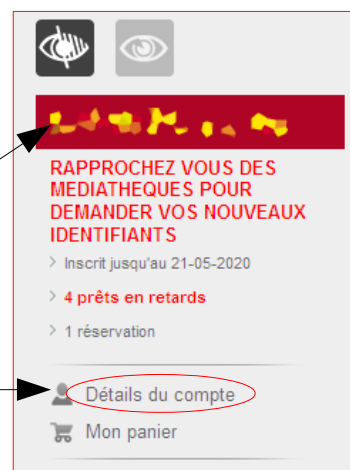 RAPPROCHEZ VOUS DES
MEDIATHEQUES POUR
DEMANDER VOS NOUVEAUX
IDENTIFIANTS
> Inscrit jusqu'au 21-05-2020
> 4 prêts en retards
> 1 réservation
Détails du compte
Mon panier